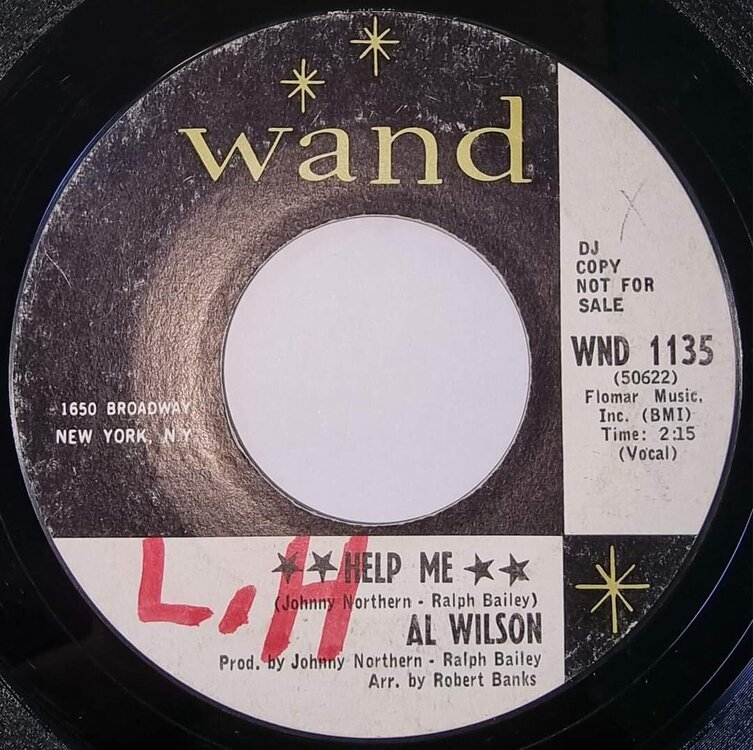 wand
X
DJ
COPY
NOT FOR
SALE
WND 1135
(50622)
Flomar Music,
Inc. (BMI)
Time: 2:15
(Vocal)
1650 BROADWAY
NEW YORK, N.Y
L.H
★★ HELP ME ★★
(Johnny Northern - Ralph Bailey)
AL WILSON
Prod. by Johnny Northern - Ralph Bailey
Arr. by Robert Banks